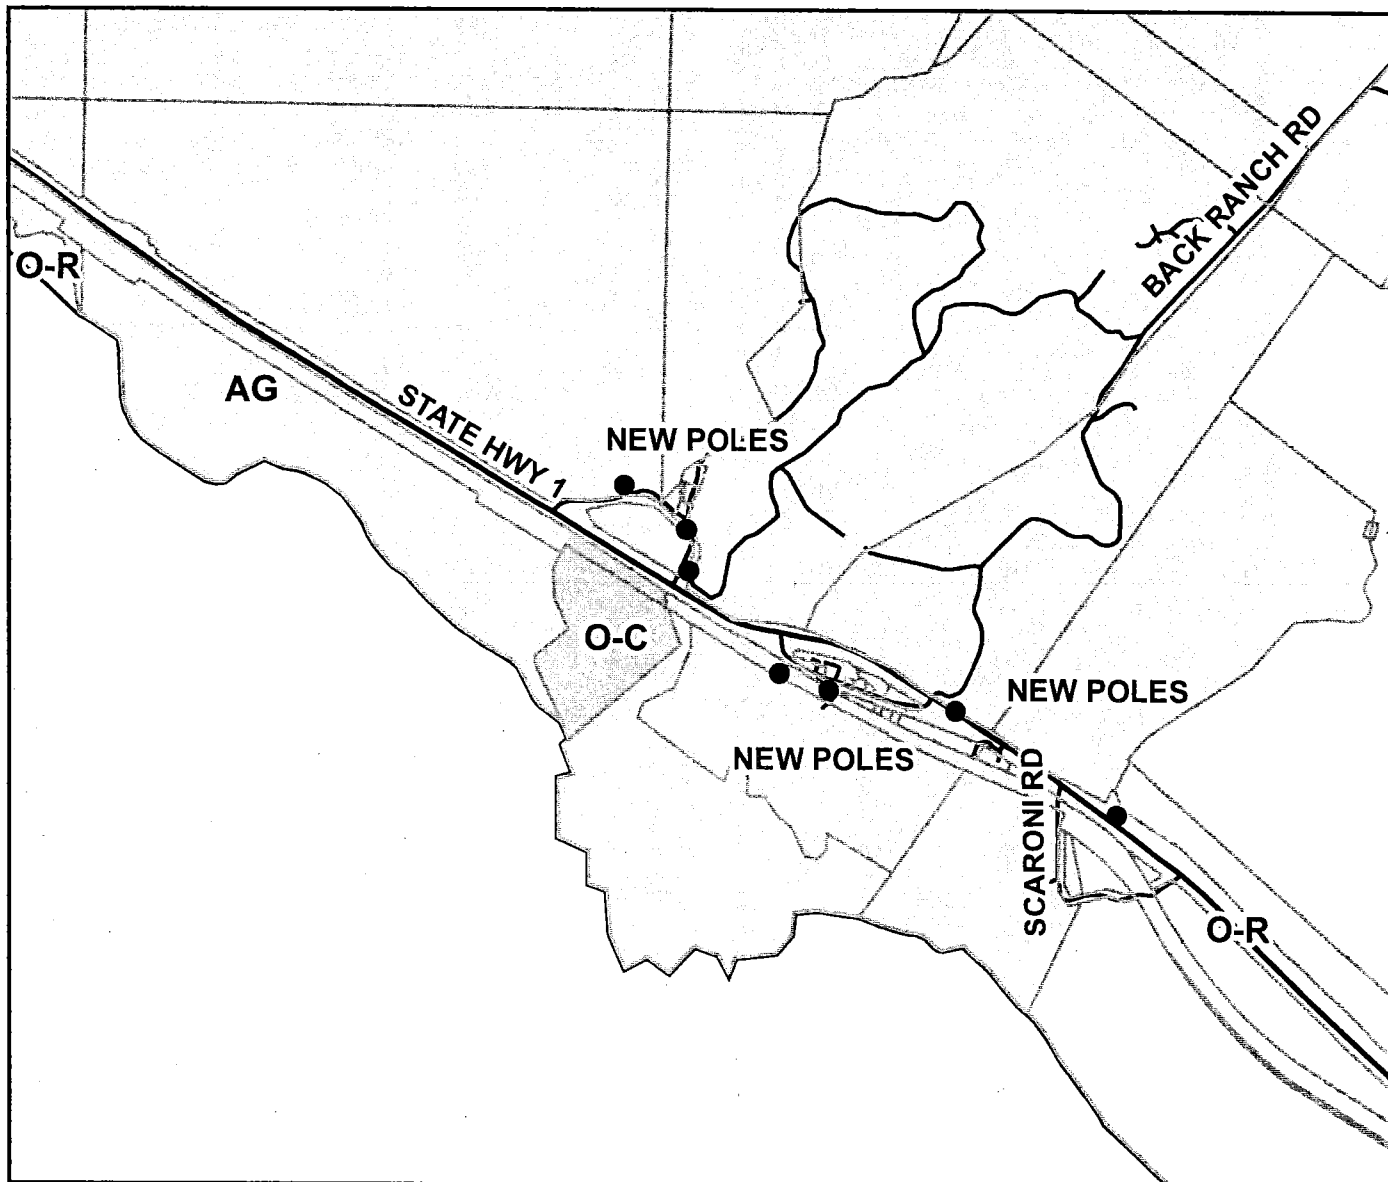 BACK RANCH RD
O-R
AG
STATE HWY 1
NEW POLES
O-C
NEW POLES
NEW POLES
SCARONI RD
O-R